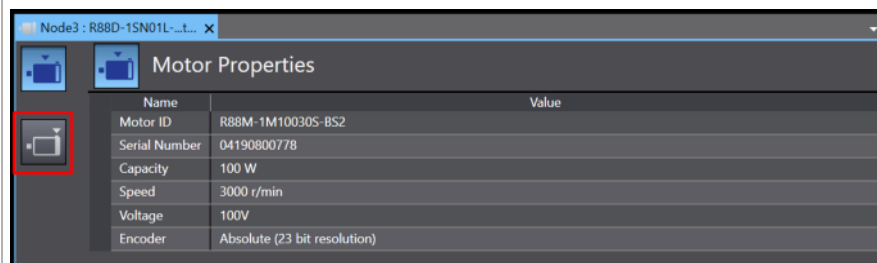 Node3 : R88D-1SN01L-...t...
Motor Properties
Name Value
Motor ID R88M-1M10030S-BS2
Serial Number 04190800778
Capacity 100 W
Speed 3000 r/min
Voltage 100V
Encoder Absolute (23 bit resolution)